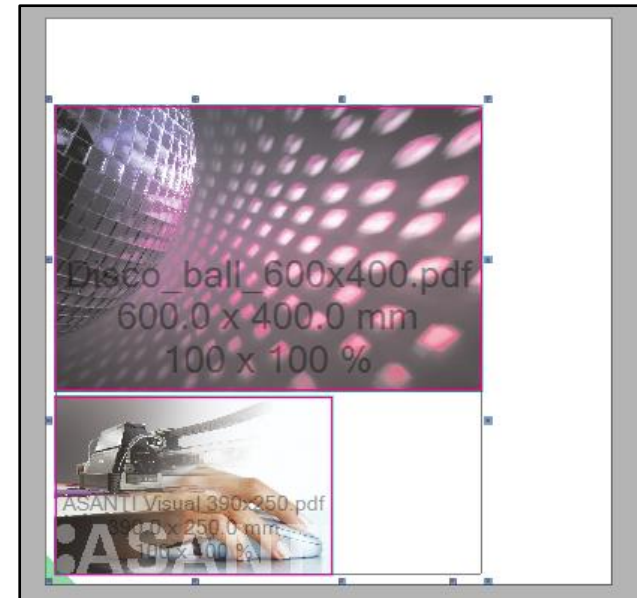 Disco_ball_600x400.pdf
600.0 x 400.0 mm
100 x 100 %
ASANTI Visual 390x250.pdf
390.0 x 250.0 mm
100 x 100 %
:ASANTI